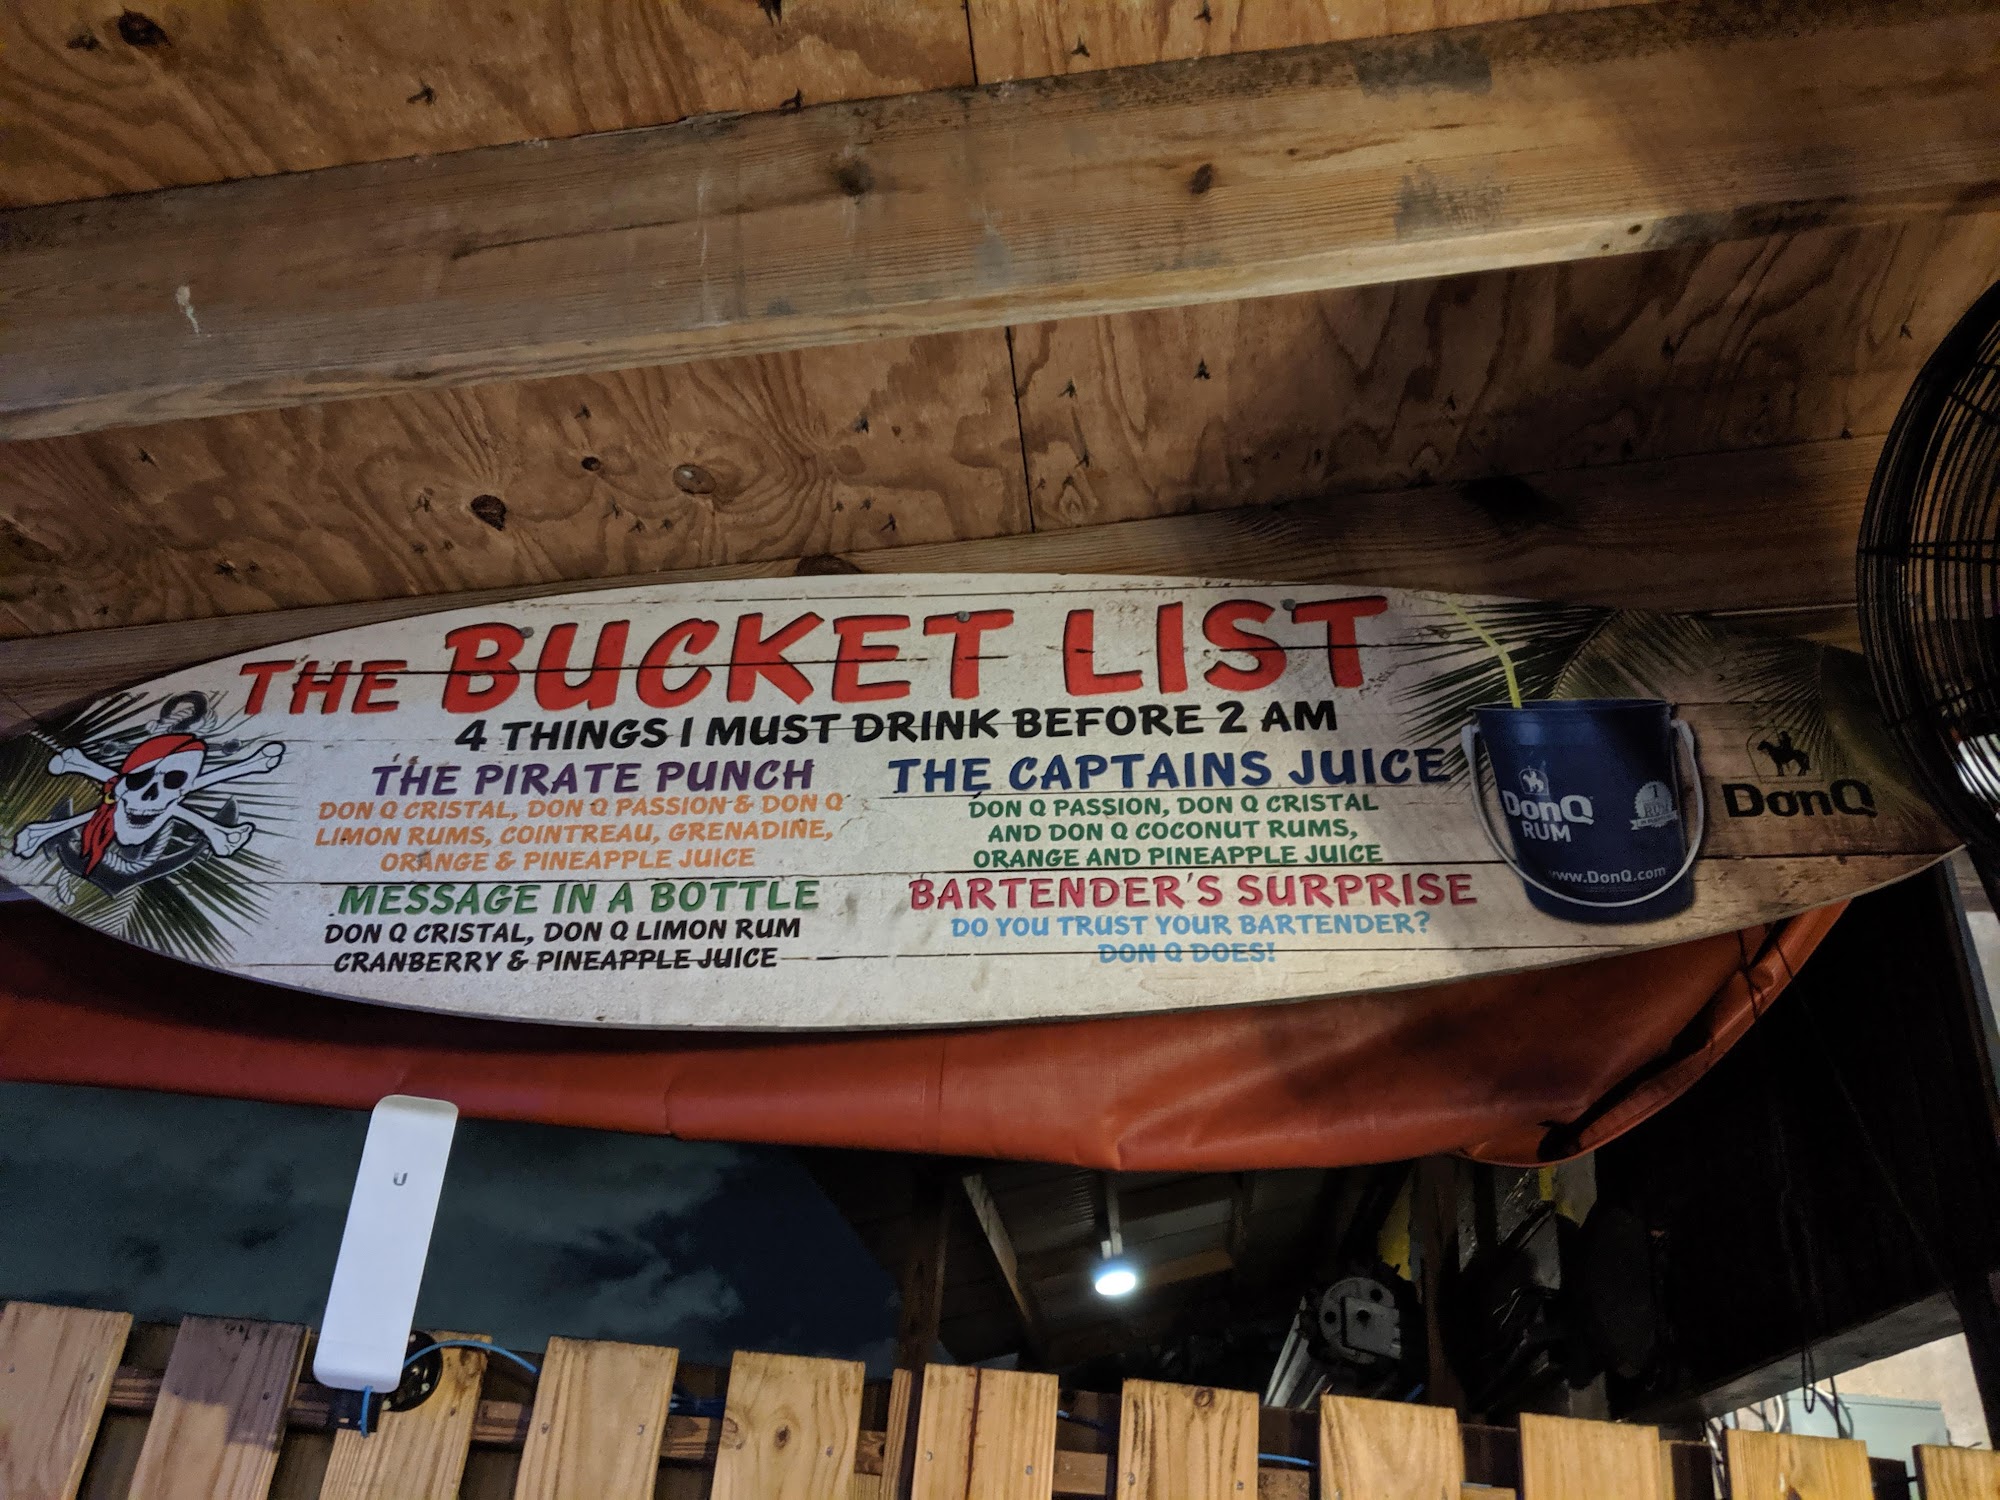 THE BUCKET LIST
4 THINGS I MUST DRINK BEFORE 2 AM
THE PIRATE PUNCH
DON Q CRISTAL, DON Q PASSION & DON Q
LIMON RUMS, COINTREAU, GRENADINE,
ORANGE & PINEAPPLE JUICE
MESSAGE IN A BOTTLE
DON Q CRISTAL, DON Q LIMON RUM
CRANBERRY & PINEAPPLE JUICE
THE CAPTAINS JUICE
DON Q PASSION, DON Q CRISTAL
AND DON Q COCONUT RUMS,
ORANGE AND PINEAPPLE JUICE
BARTENDER'S SURPRISE
DO YOU TRUST YOUR BARTENDER?
DON Q DOES!
DonQ
RUM
1
RUM
www.DonQ.com
DonQ
U